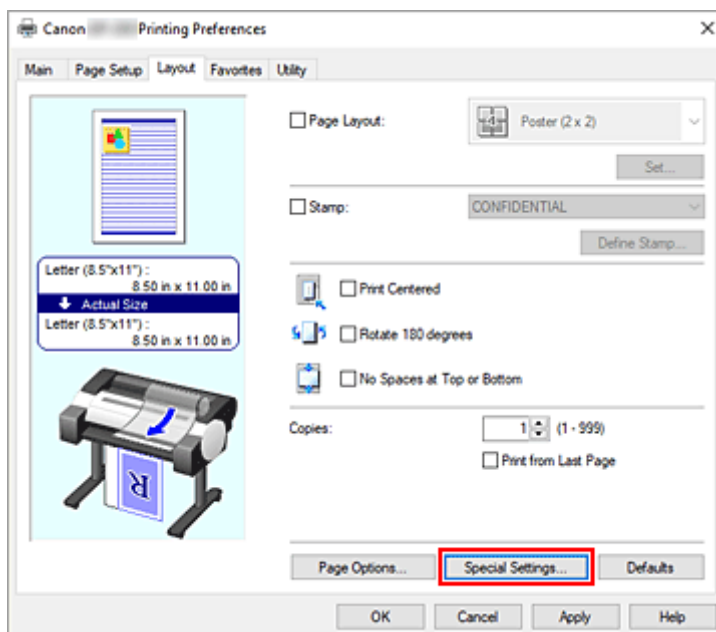 Canon Printing Preferences
Main Page Setup Layout Favorites Utility
Page Layout: Poster (2 x 2)
Set...
Stamp: CONFIDENTIAL
Define Stamp...
Letter (8.5"x11") :
8.50 in x 11.00 in
Actual Size
Letter (8.5"x11") :
8.50 in x 11.00 in
Print Centered
Rotate 180 degrees
No Spaces at Top or Bottom
Copies: 1 (1 - 999)
Print from Last Page
R
Page Options... Special Settings... Defaults
OK Cancel Apply Help